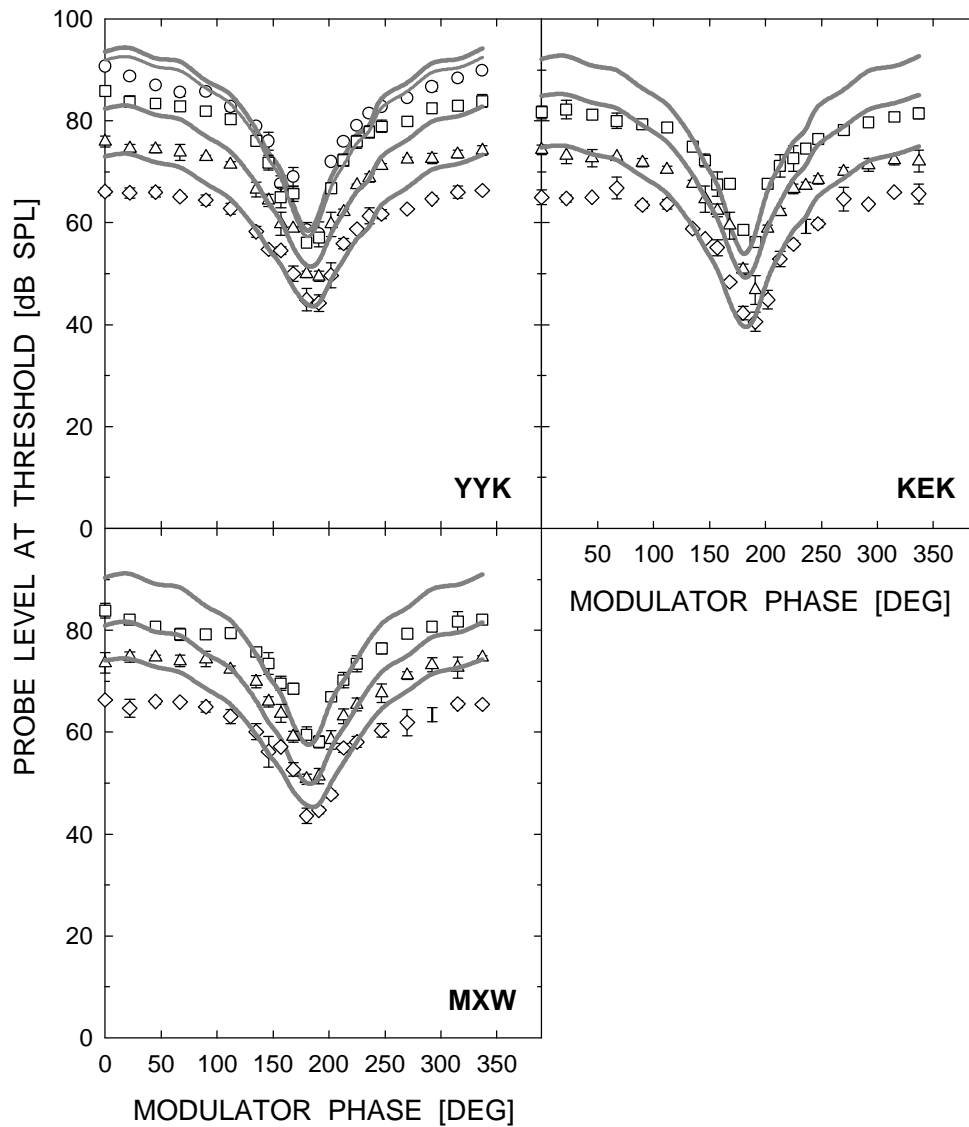 100
80
60
40
20
0
YYK
KEK
50 100 150 200 250 300 350
MODULATOR PHASE [DEG]
PROBE LEVEL AT THRESHOLD [dB SPL]
80
60
40
20
0
MXW
0 50 100 150 200 250 300 350
MODULATOR PHASE [DEG]